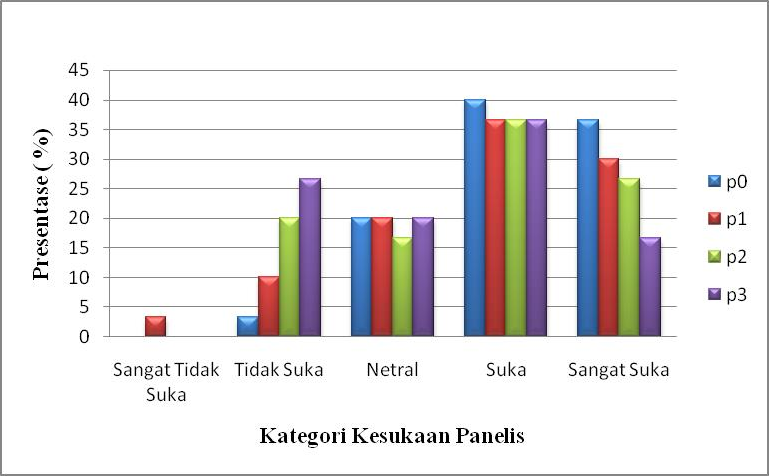 45
40
35
30
25
20
15
10
5
0
Presentase ( %)
Sangat Tidak Suka
Tidak Suka
Netral
Suka
Sangat Suka
Kategori Kesukaan Panelis
p0
p1
p2
p3